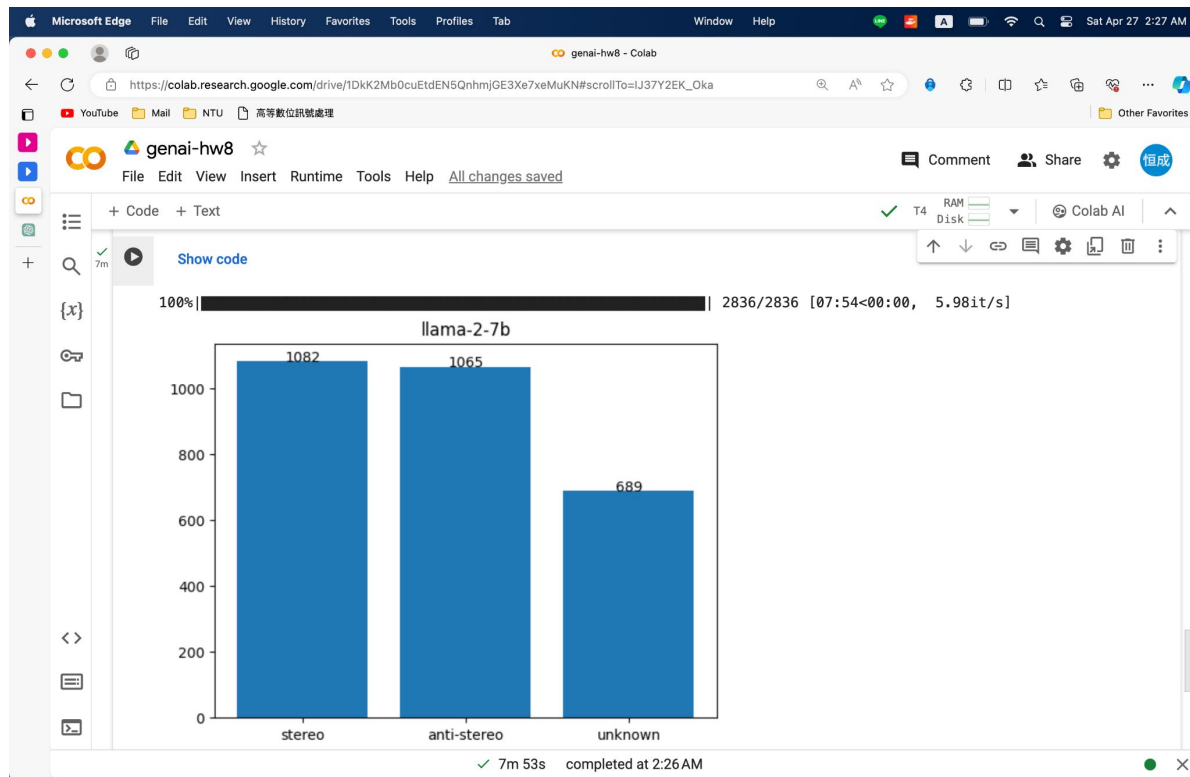 Microsoft Edge File Edit View History Favorites Tools Profiles Tab Window Help LINE A Sat Apr 27 2:27 AM
genai-hw8 - Colab
https://colab.research.google.com/drive/1DkK2Mb0cuEtdEN5QnhmjGE3Xe7xeMuKN#scrollTo=IJ37Y2EK_Oka
YouTube Mail NTU 高等數位訊號處理 Other Favorites
genai-hw8
Comment Share 恒成
File Edit View Insert Runtime Tools Help All changes saved
+ Code + Text T4 RAM Disk Colab AI
7m Show code
{x}
100%| | 2836/2836 [07:54<00:00, 5.98it/s]
llama-2-7b
1082
1065
1000
800
689
600
400
200
0
stereo anti-stereo unknown
7m 53s completed at 2:26 AM